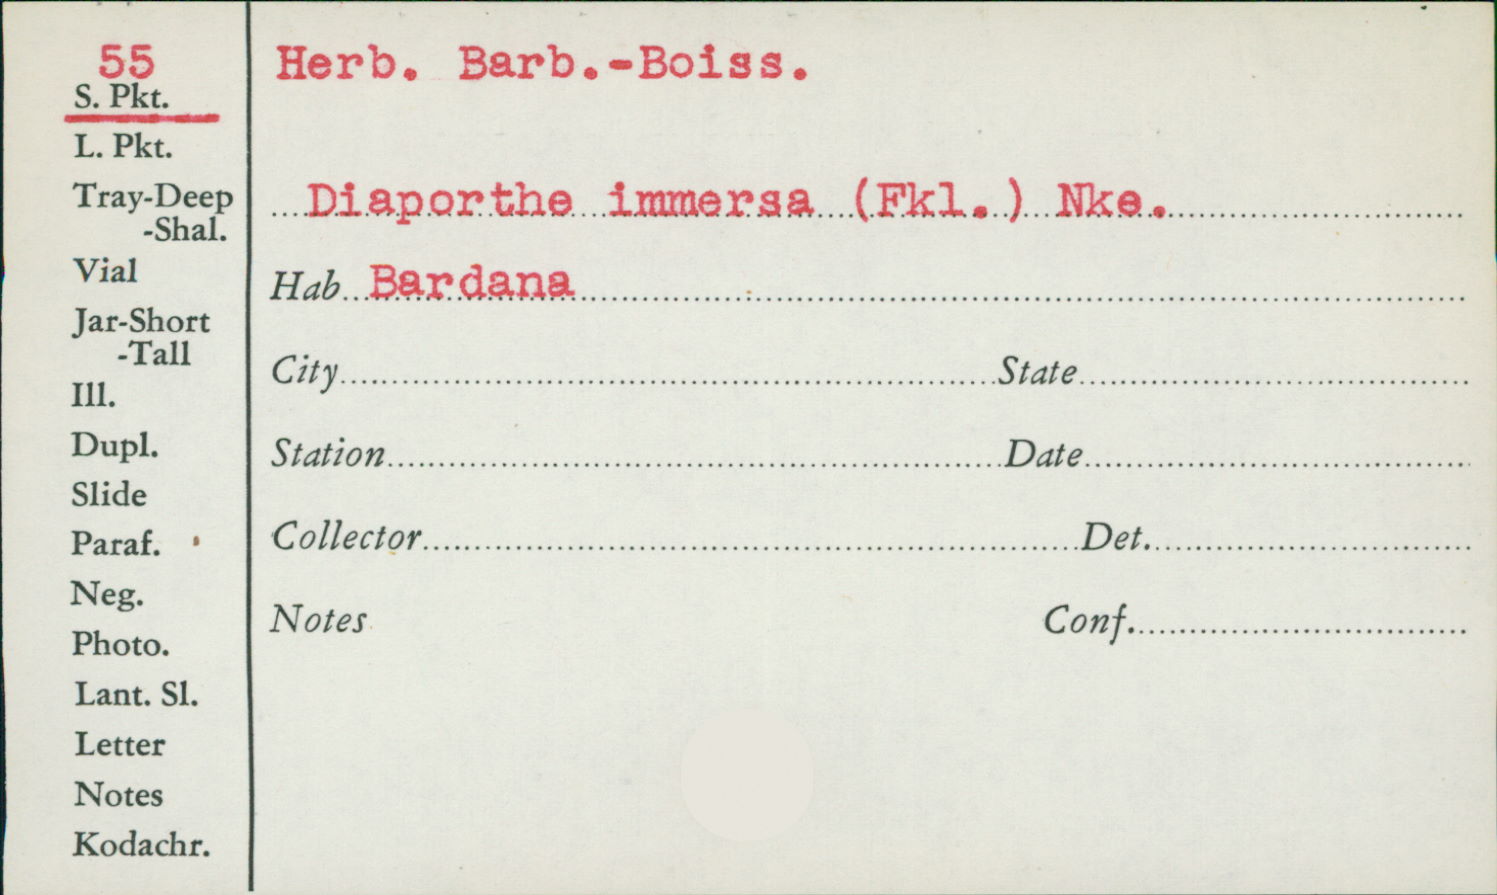 55
S. Pkt.
L. Pkt.
Tray-Deep
-Shal.
Vial
Jar-Short
-Tall
Ill.
Dupl.
Slide
Paraf.
Neg.
Photo.
Lant. Sl.
Letter
Notes
Kodachr.
Herb. Barb.-Boiss.
Diaporthe immersa (Fkl.) Nke.
Hab. Bardana
City State
Station Date
Collector Det.
Notes Conf.